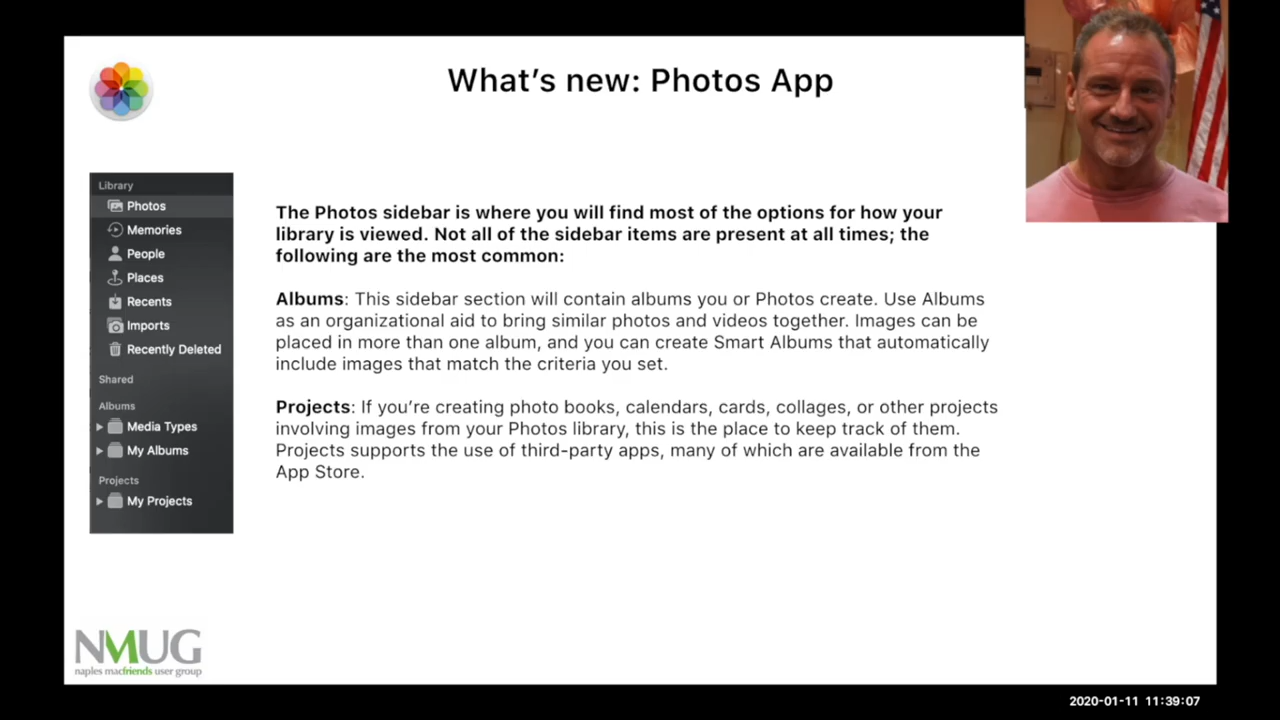 What's new: Photos App
Library
Photos
Memories
People
Places
Recents
Imports
Recently Deleted
Shared
Albums
Media Types
My Albums
Projects
My Projects
The Photos sidebar is where you will find most of the options for how your
library is viewed. Not all of the sidebar items are present at all times; the
following are the most common:
Albums: This sidebar section will contain albums you or Photos create. Use Albums
as an organizational aid to bring similar photos and videos together. Images can be
placed in more than one album, and you can create Smart Albums that automatically
include images that match the criteria you set.
Projects: If you're creating photo books, calendars, cards, collages, or other projects
involving images from your Photos library, this is the place to keep track of them.
Projects supports the use of third-party apps, many of which are available from the
App Store.
NMUG
naples macfriends user group
2020-01-11 11:39:07